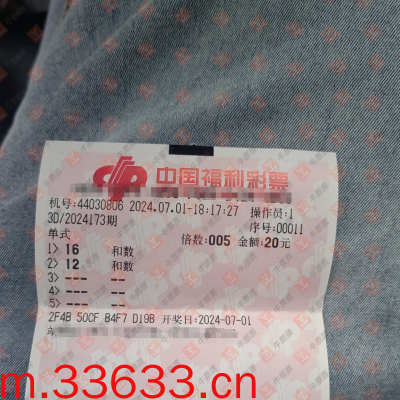 中国福利彩票
机号:44030806 2024.07.01-18:17:27 操作员:1
3D/2024173期 序号:00011
单式 倍数:005 金额:20元
1> 16 和数
2> 12 和数
3> --- ---
4> --- ---
5> --- ---
2F4B 50CF B4F7 D19B 开奖日:2024-07-01
m.33633.cn